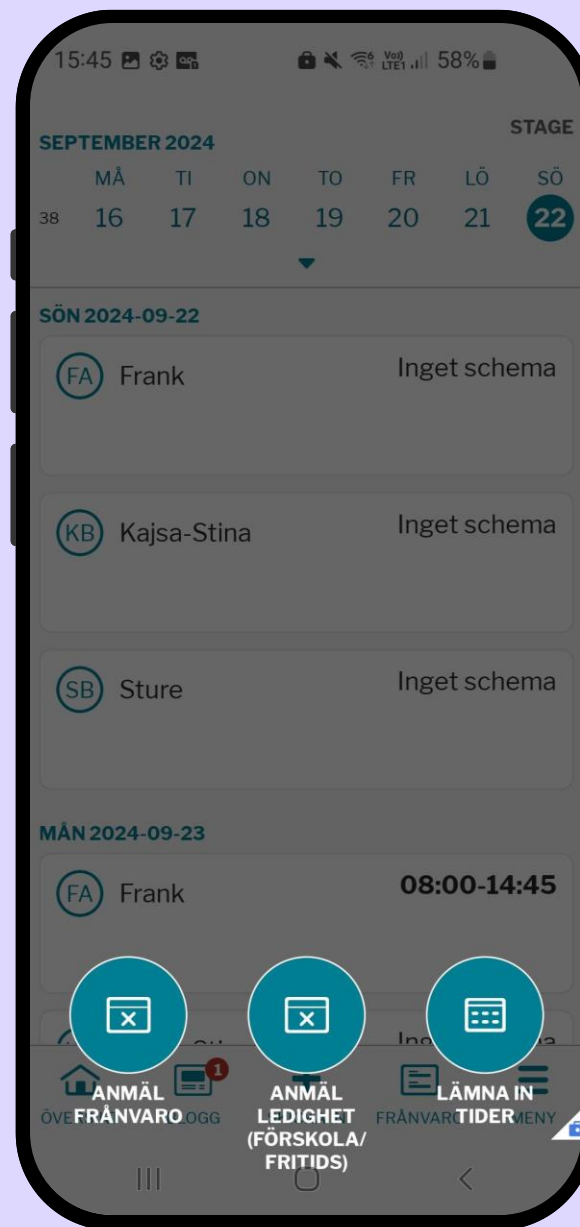 15:45 58%
Vo)) LTE1
STAGE
SEPTEMBER 2024
MÅ TI ON TO FR LÖ SÖ
38 16 17 18 19 20 21 22
SÖN 2024-09-22
FA Frank Inget schema
KB Kajsa-Stina Inget schema
SB Sture Inget schema
MÅN 2024-09-23
FA Frank 08:00-14:45
1
ANMÄL FRÅNVARO
ANMÄL LEDIGHET (FÖRSKOLA/ FRITIDS)
LÄMNA IN TIDER
MENY